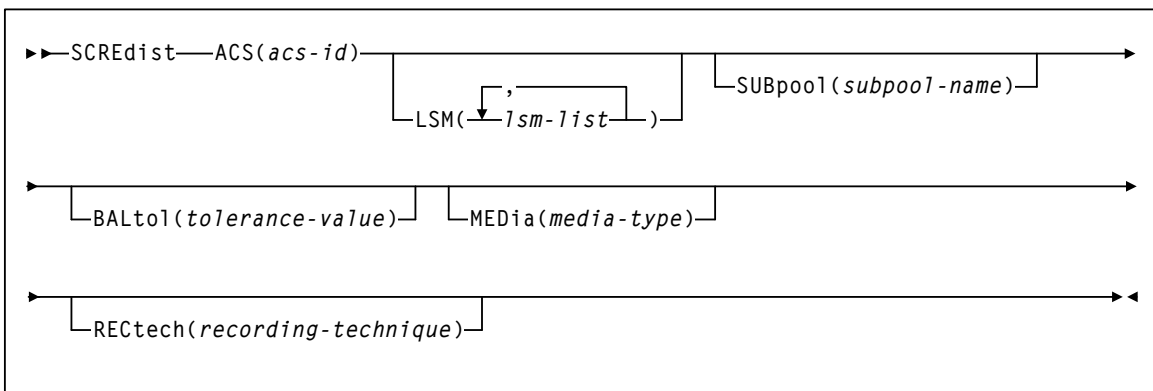 SCREdist ACS(acs-id)
,
LSM( lsm-list )
SUBpool(subpool-name)
BALtol(tolerance-value) MEDia(media-type)
RECtech(recording-technique)